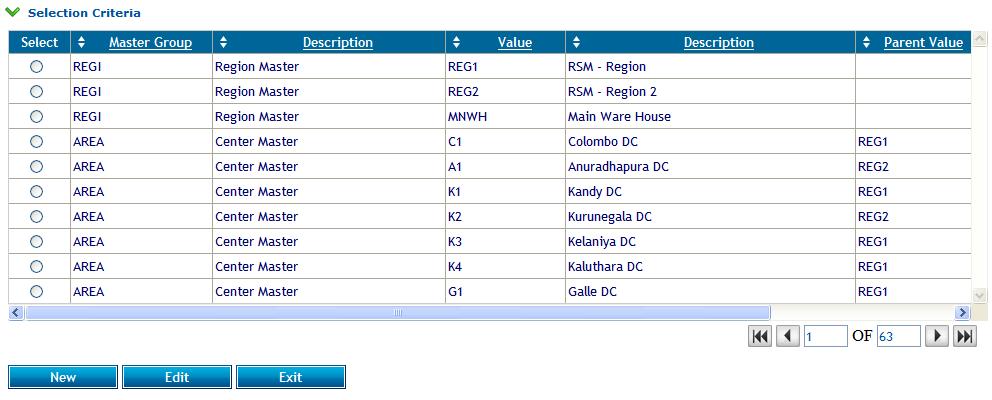 Selection Criteria
Select Master Group Description Value Description Parent Value
REGI Region Master REG1 RSM - Region
REGI Region Master REG2 RSM - Region 2
REGI Region Master MNWH Main Ware House
AREA Center Master C1 Colombo DC REG1
AREA Center Master A1 Anuradhapura DC REG2
AREA Center Master K1 Kandy DC REG1
AREA Center Master K2 Kurunegala DC REG2
AREA Center Master K3 Kelaniya DC REG1
AREA Center Master K4 Kaluthara DC REG1
AREA Center Master G1 Galle DC REG1
1 OF 63
New Edit Exit